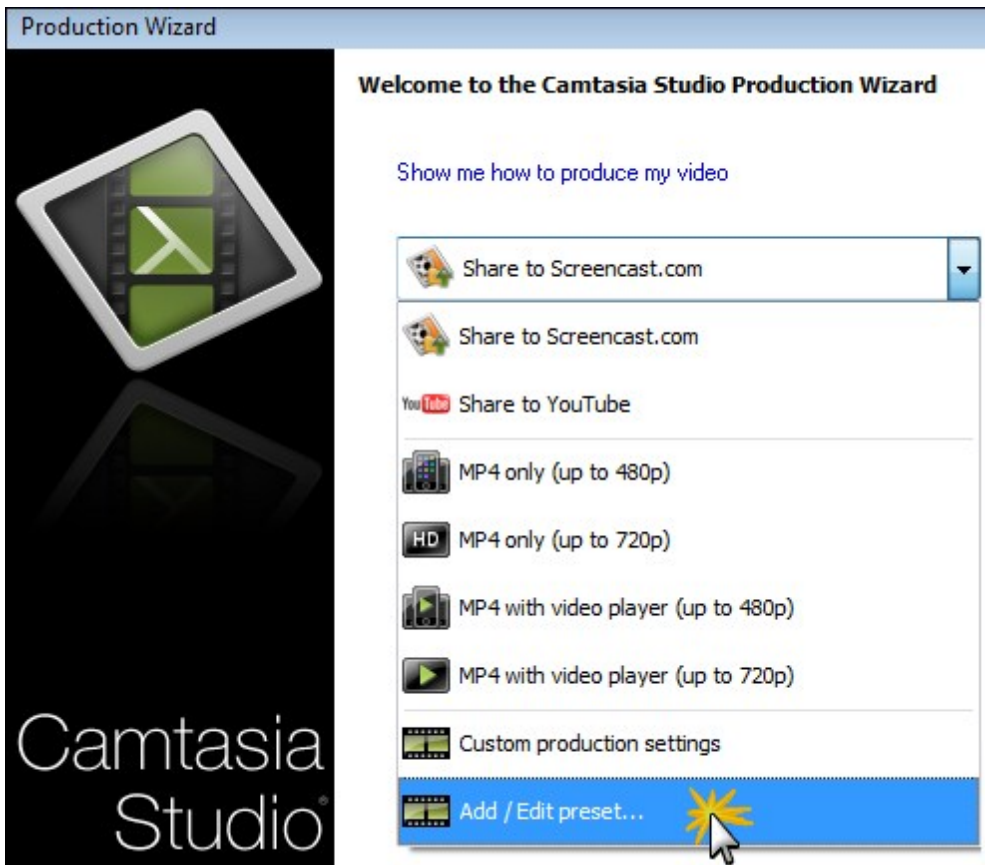 Production Wizard
Welcome to the Camtasia Studio Production Wizard
Show me how to produce my video
Share to Screencast.com
Share to Screencast.com
You Tube Share to YouTube
MP4 only (up to 480p)
HD MP4 only (up to 720p)
MP4 with video player (up to 480p)
MP4 with video player (up to 720p)
Custom production settings
Add / Edit preset...
Camtasia
Studio®